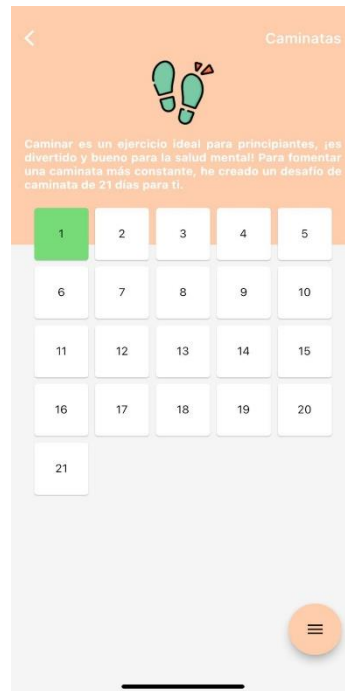 Caminatas
Caminar es un ejercicio ideal para principiantes, ¡es
divertido y bueno para la salud mental! Para fomentar
una caminata más constante, he creado un desafío de
caminata de 21 días para ti.
1 2 3 4 5
6 7 8 9 10
11 12 13 14 15
16 17 18 19 20
21